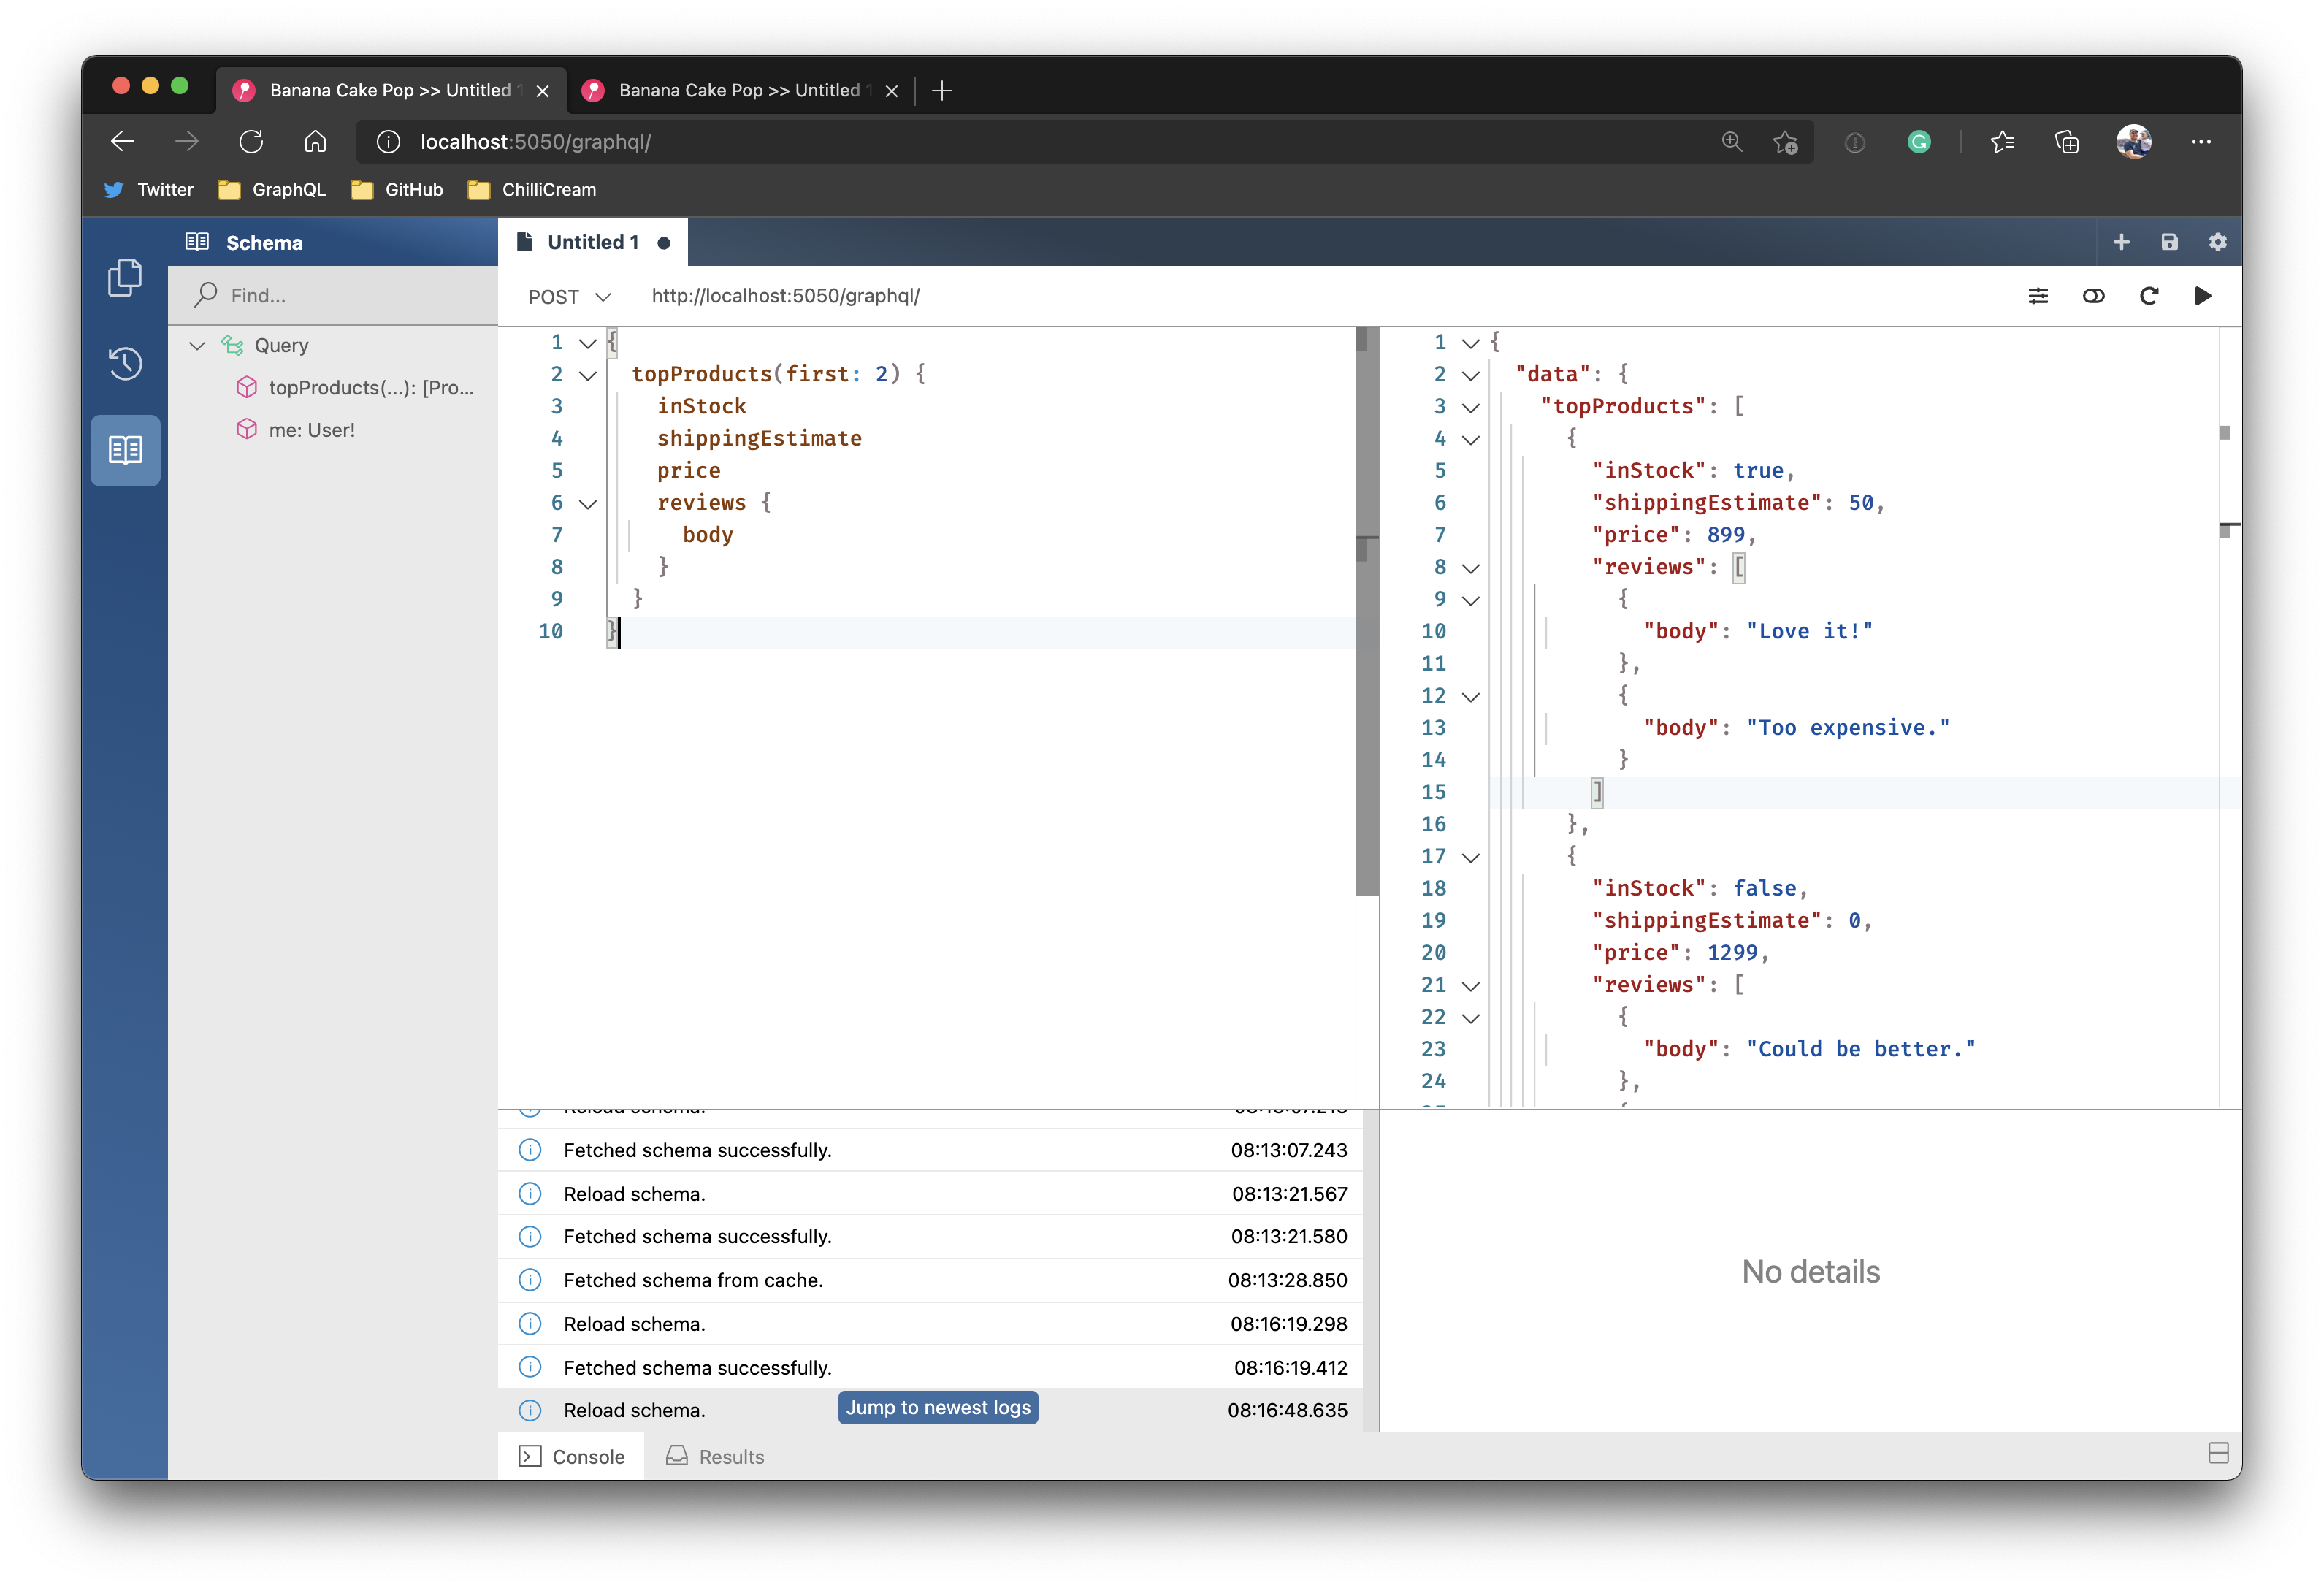 Banana Cake Pop >> Untitled 1
Banana Cake Pop >> Untitled 1
localhost:5050/graphql/
Twitter
GraphQL
GitHub
ChilliCream
Schema
Untitled 1
Find...
POST
http://localhost:5050/graphql/
Query
topProducts(...): [Pro...
me: User!
1 {
2 topProducts(first: 2) {
3 inStock
4 shippingEstimate
5 price
6 reviews {
7 body
8 }
9 }
10 }
1 {
2 "data": {
3 "topProducts": [
4 {
5 "inStock": true,
6 "shippingEstimate": 50,
7 "price": 899,
8 "reviews": [
9 {
10 "body": "Love it!"
11 },
12 {
13 "body": "Too expensive."
14 }
15 ]
16 },
17 {
18 "inStock": false,
19 "shippingEstimate": 0,
20 "price": 1299,
21 "reviews": [
22 {
23 "body": "Could be better."
24 },
Reload schema.
Fetched schema successfully. 08:13:07.243
Reload schema. 08:13:21.567
Fetched schema successfully. 08:13:21.580
Fetched schema from cache. 08:13:28.850
Reload schema. 08:16:19.298
Fetched schema successfully. 08:16:19.412
Reload schema. 08:16:48.635
Jump to newest logs
No details
Console
Results